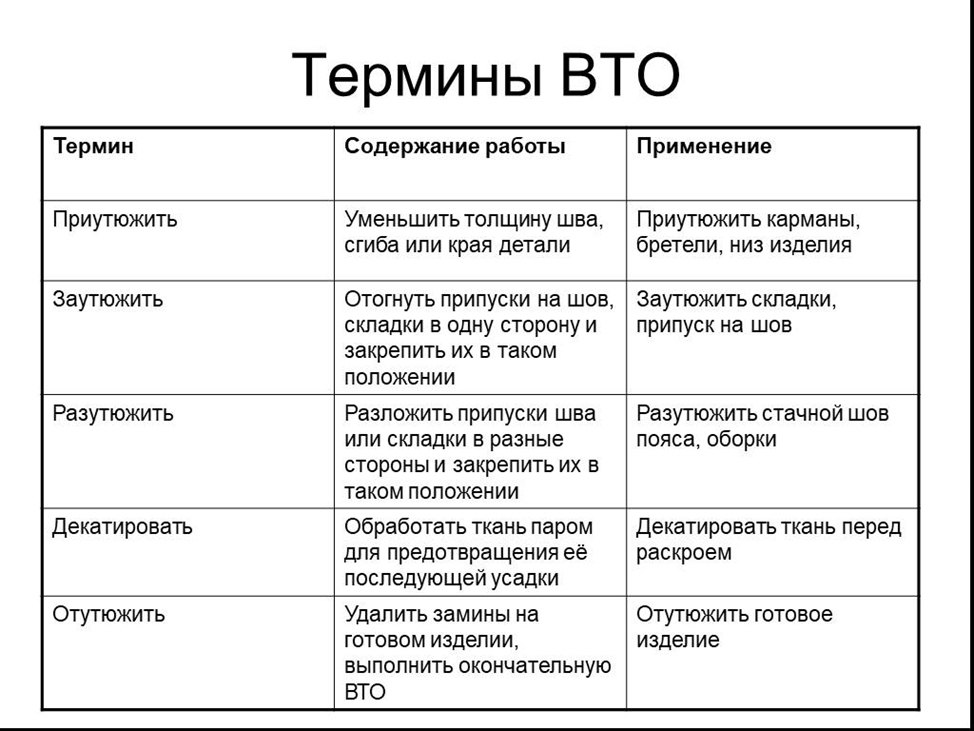 Термины ВТО
Термин
Содержание работы
Применение
Приутюжить
Уменьшить толщину шва,
сгиба или края детали
Приутюжить карманы,
бретели, низ изделия
Заутюжить
Отогнуть припуски на шов,
складки в одну сторону и
закрепить их в таком
положении
Заутюжить складки,
припуск на шов
Разутюжить
Разложить припуски шва
или складки в разные
стороны и закрепить их в
таком положении
Разутюжить стачной шов
пояса, оборки
Декатировать
Обработать ткань паром
для предотвращения её
последующей усадки
Декатировать ткань перед
раскроем
Отутюжить
Удалить замины на
готовом изделии,
выполнить окончательную
ВТО
Отутюжить готовое
изделие